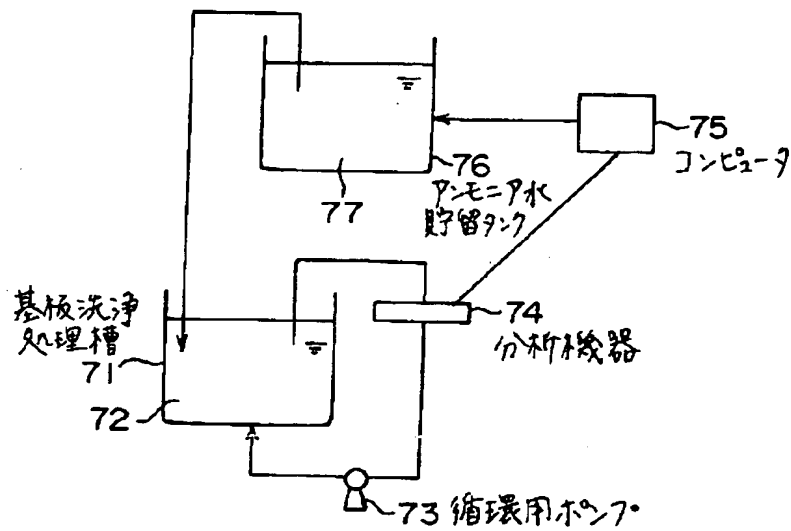 75
コンピュータ
76
アンモニア水
貯留タンク
77
基板洗浄
処理槽
71
72
74
分析機器
73 循環用ポンプ